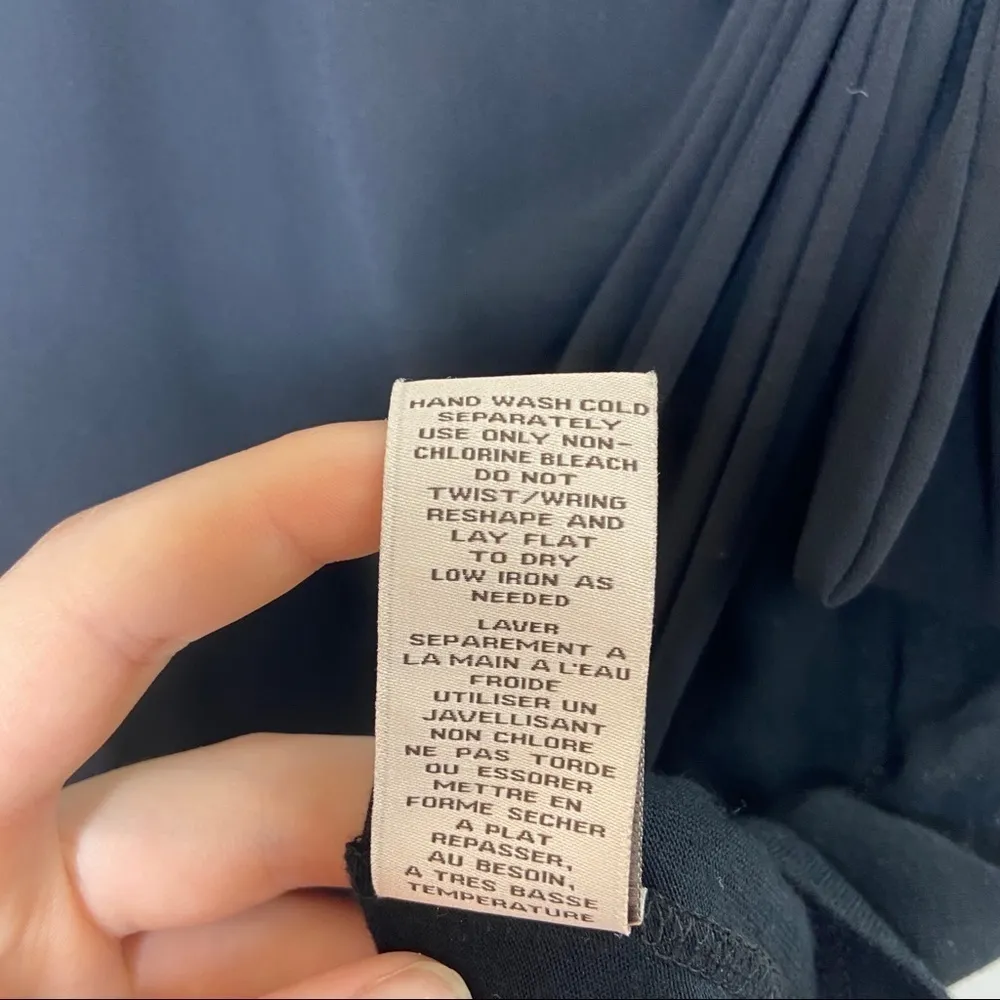 HAND WASH COLD
SEPARATELY
USE ONLY NON-
CHLORINE BLEACH
DO NOT
TWIST/WRING
RESHAPE AND
LAY FLAT
TO DRY
LOW IRON AS
NEEDED
LAVER
SEPAREMENT A
LA MAIN A L'EAU
FROIDE
UTILISER UN
JAVELLISANT
NON CHLORE
NE PAS TORDE
OU ESSORER
METTRE EN
FORME SECHER
A PLAT
REPASSER,
AU BESOIN,
A TRES BASSE
TEMPERATURE